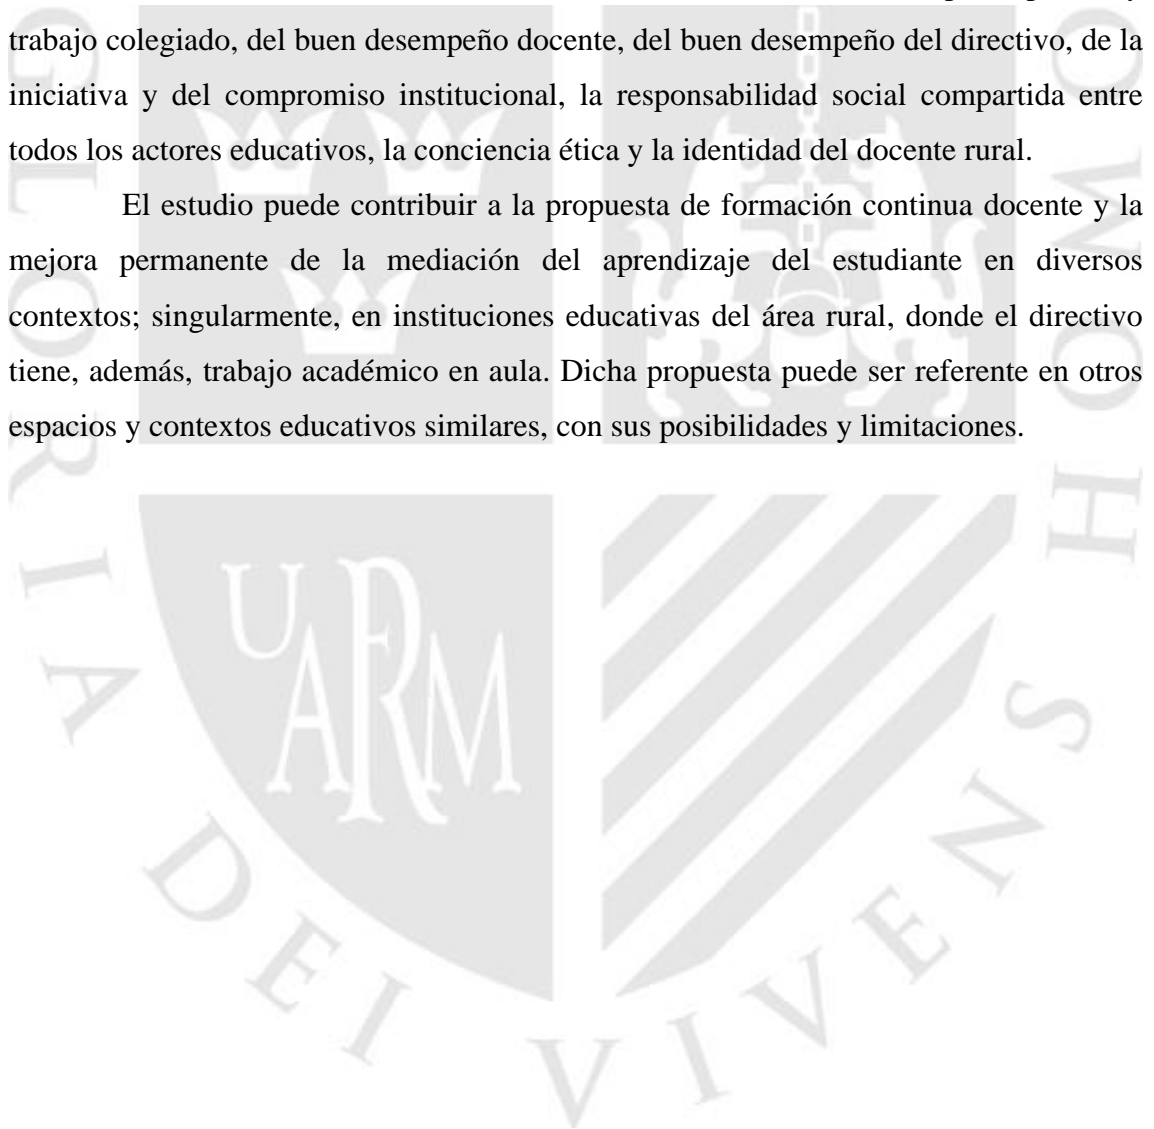 trabajo colegiado, del buen desempeño docente, del buen desempeño del directivo, de la
iniciativa y del compromiso institucional, la responsabilidad social compartida entre
todos los actores educativos, la conciencia ética y la identidad del docente rural.
El estudio puede contribuir a la propuesta de formación continua docente y la
mejora permanente de la mediación del aprendizaje del estudiante en diversos
contextos; singularmente, en instituciones educativas del área rural, donde el directivo
tiene, además, trabajo académico en aula. Dicha propuesta puede ser referente en otros
espacios y contextos educativos similares, con sus posibilidades y limitaciones.
UARM
GLORIA DEI VIVENS HOMO